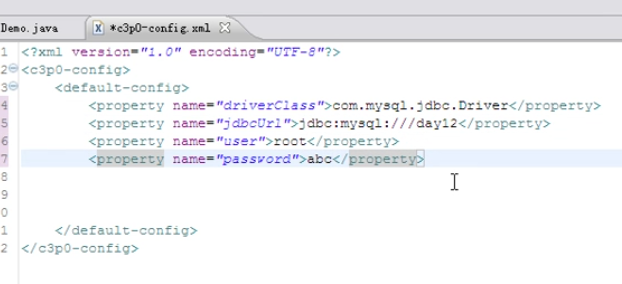 Demo.java
*c3p0-config.xml
1 <?xml version="1.0" encoding="UTF-8"?>
2 <c3p0-config>
3 <default-config>
4 <property name="driverClass">com.mysql.jdbc.Driver</property>
5 <property name="jdbcUrl">jdbc:mysql:///day12</property>
6 <property name="user">root</property>
7 <property name="password">abc</property>
8
9
0
1 </default-config>
2 </c3p0-config>